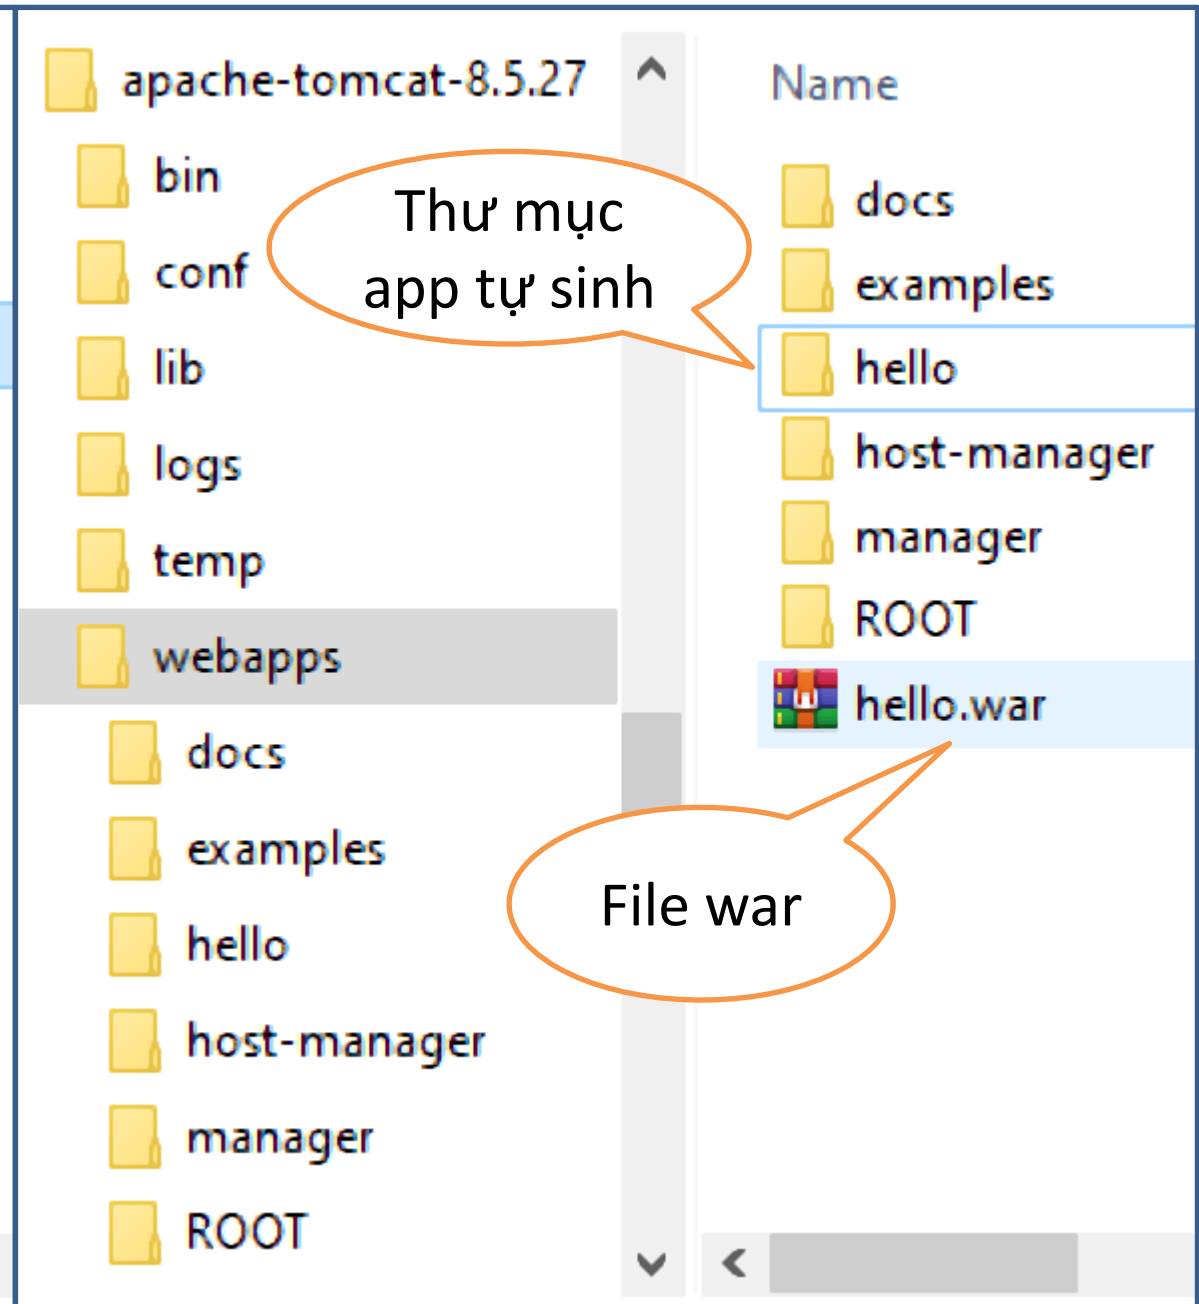 apache-tomcat-8.5.27
bin
conf
lib
logs
temp
webapps
docs
examples
hello
host-manager
manager
ROOT
Thư mục
app tự sinh
Name
docs
examples
hello
host-manager
manager
ROOT
hello.war
File war